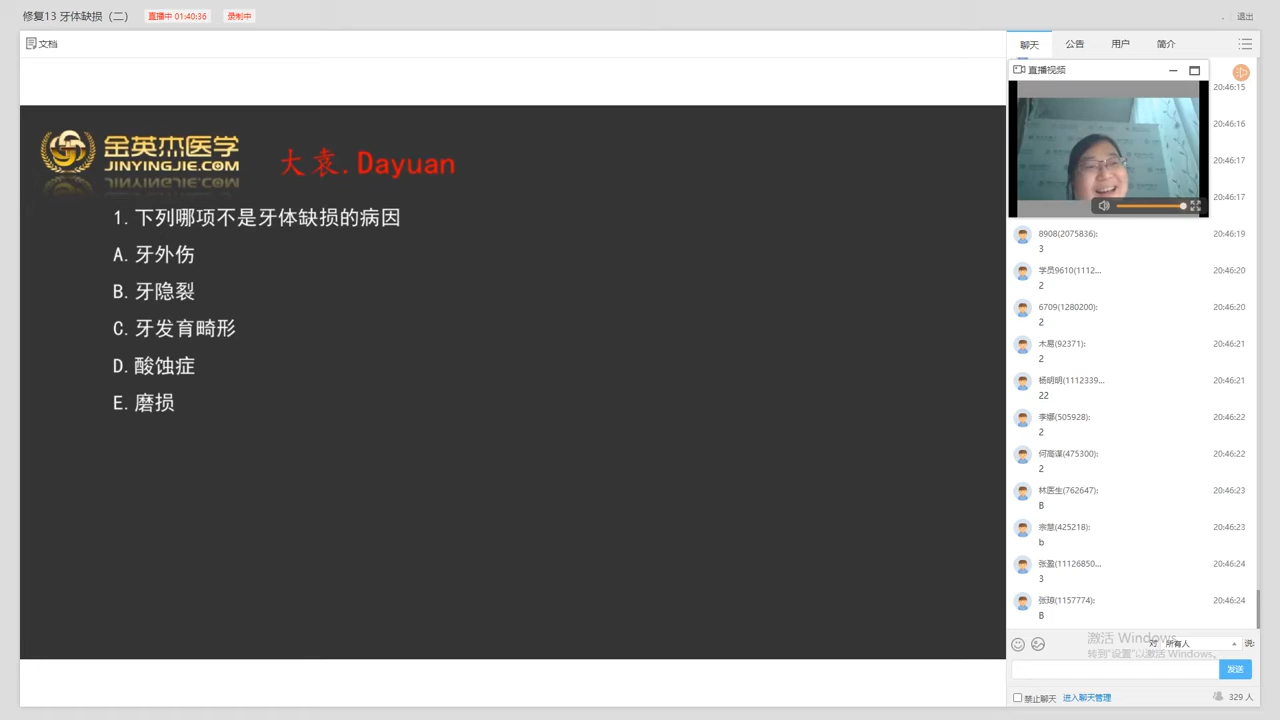 修复13 牙体缺损（二）
直播中 01:40:36
录制中
退出
文档
聊天
公告
用户
简介
直播视频
金英杰医学
JINYINGJIE.COM
大袁.Dayuan
1. 下列哪项不是牙体缺损的病因
A. 牙外伤
B. 牙隐裂
C. 牙发育畸形
D. 酸蚀症
E. 磨损
20:46:15
20:46:16
20:46:17
20:46:17
8908(2075836): 20:46:19
3
学员9610(1112... 20:46:20
2
6709(1280200): 20:46:20
2
木易(92371): 20:46:21
2
杨明明(1112339... 20:46:21
22
李娜(505928): 20:46:22
2
何高谋(475300): 20:46:22
2
林医生(762647): 20:46:23
B
宗慧(425218): 20:46:23
b
张盈(11126850... 20:46:24
3
张琼(1157774): 20:46:24
B
激活 Windows
转到"设置"以激活 Windows。
对 所有人 说:
发送
禁止聊天 进入聊天管理 329 人